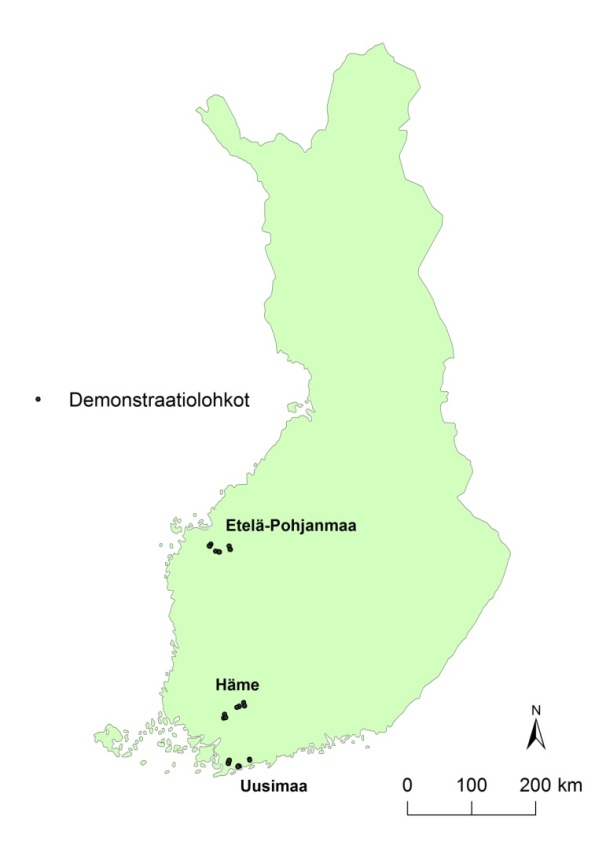 Demonstraatiolohkot
Etelä-Pohjanmaa
Häme
Uusimaa
N
0 100 200 km